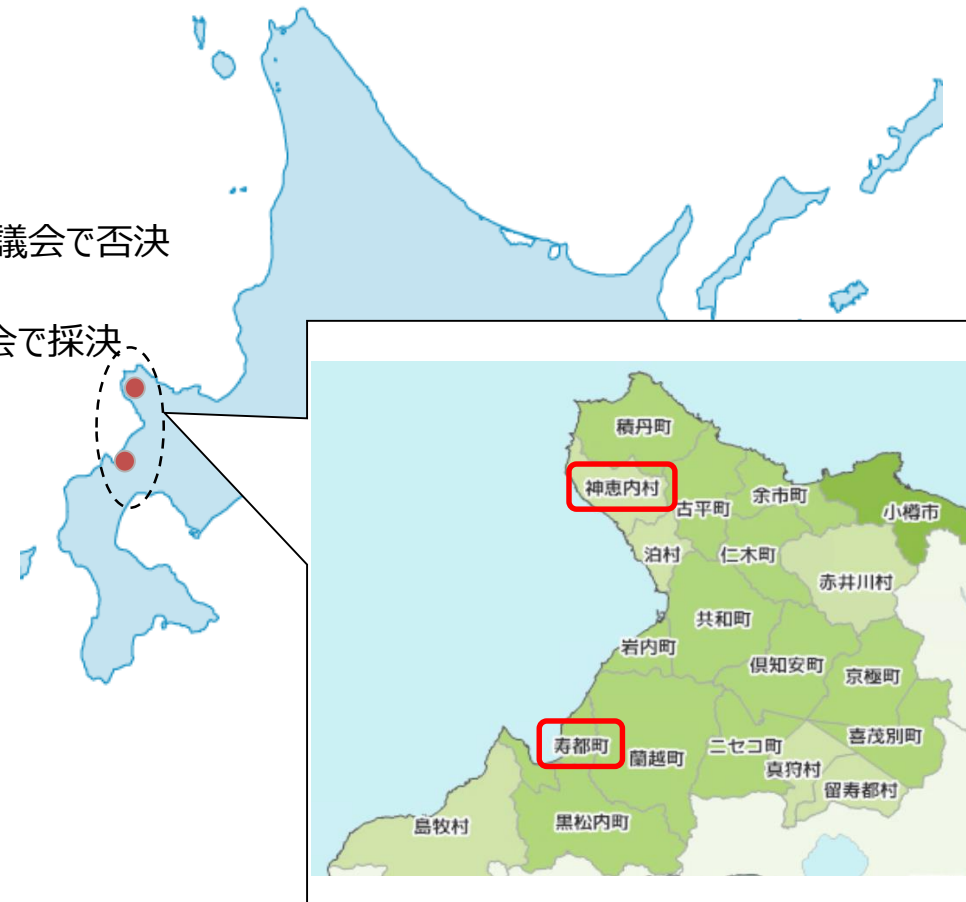 議会で否決
会で採決
積丹町
神恵内村
古平町
余市町
小樽市
泊村
仁木町
赤井川村
共和町
岩内町
倶知安町
京極町
寿都町
蘭越町
ニセコ町
喜茂別町
真狩村
留寿都村
島牧村
黒松内町